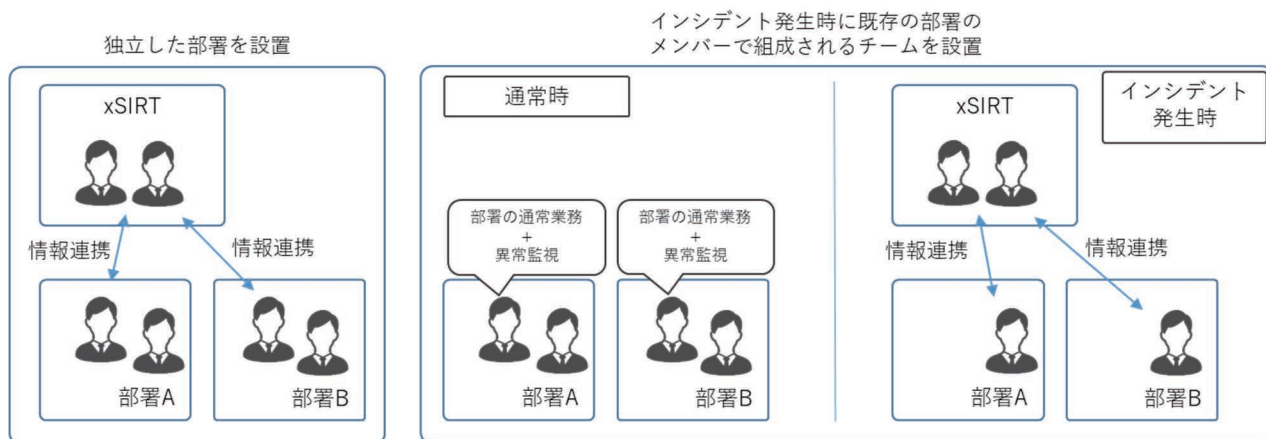 独立した部署を設置
xSIRT
情報連携
情報連携
部署A
部署B
インシデント発生時に既存の部署の
メンバーで組成されるチームを設置
通常時
部署の通常業務
+
異常監視
部署の通常業務
+
異常監視
部署A
部署B
インシデント
発生時
xSIRT
情報連携
情報連携
部署A
部署B